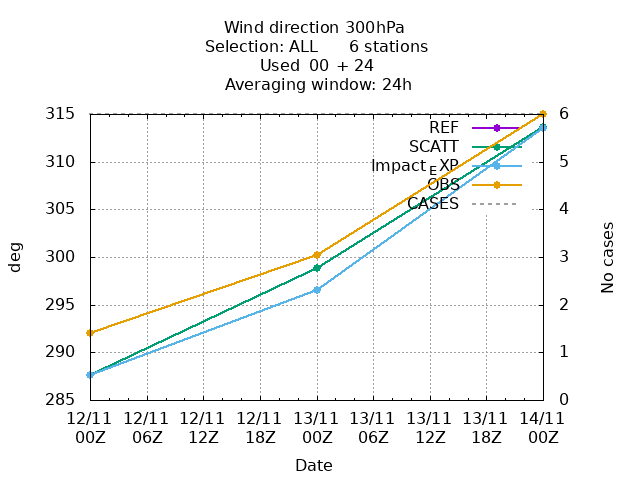 Wind direction 300hPa
Selection: ALL 6 stations
Used 00 + 24
Averaging window: 24h
315 6
REF
SCATT
310 Impact EXP 5
OBS
305 CASES 4
300 3
deg No cases
295 2
290 1
285 0
12/11 12/11 12/11 12/11 13/11 13/11 13/11 13/11 14/11
00Z 06Z 12Z 18Z 00Z 06Z 12Z 18Z 00Z
Date